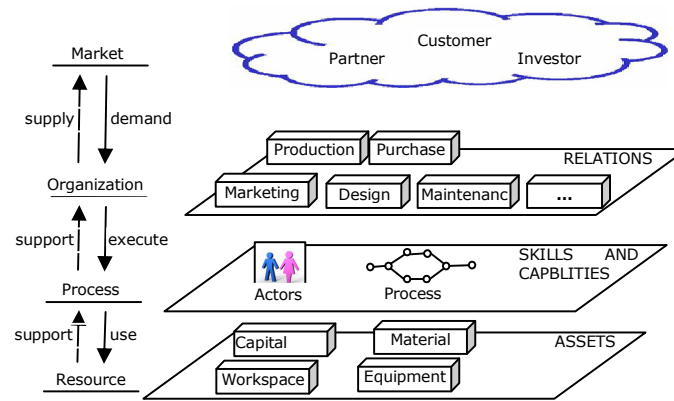 Market
Customer
Partner
Investor
supply
demand
Production
Purchase
RELATIONS
Organization
Marketing
Design
Maintenanc
...
support
execute
SKILLS AND
CAPBLITIES
Actors
Process
Process
support
use
Capital
Material
ASSETS
Resource
Workspace
Equipment